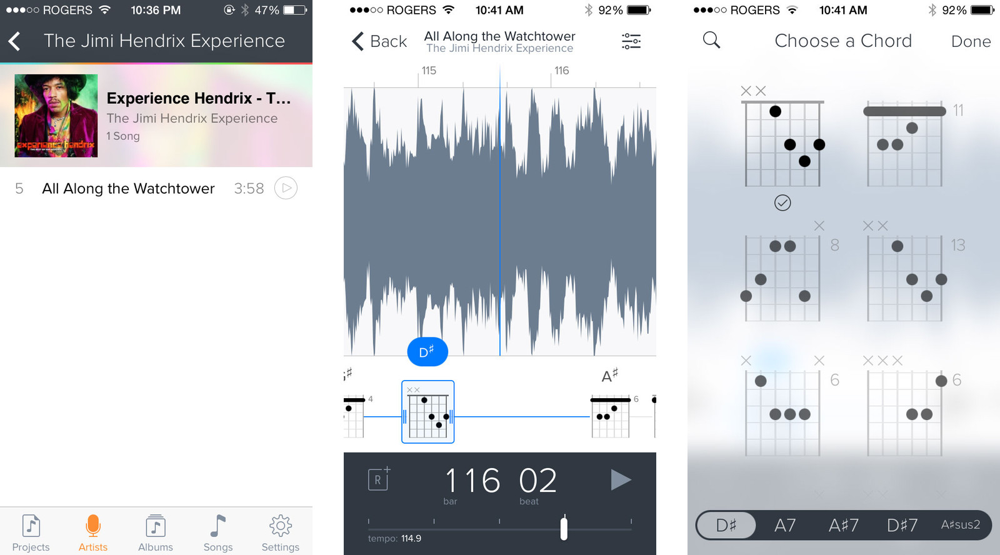 ROGERS 10:36 PM 47%
The Jimi Hendrix Experience
experience hendrix
Experience Hendrix - T...
The Jimi Hendrix Experience
1 Song
5 All Along the Watchtower 3:58
Projects Artists Albums Songs Settings
ROGERS 10:41 AM 92%
Back All Along the Watchtower
The Jimi Hendrix Experience
115 116
D♯
♯ A♯
4 ×× 6
R+ 116 02
bar beat
tempo: 114.9
ROGERS 10:41 AM 92%
Choose a Chord Done
××
11
× ××
8 13
× × ×××
6 6
D♯ A7 A♯7 D♯7 A♯sus2